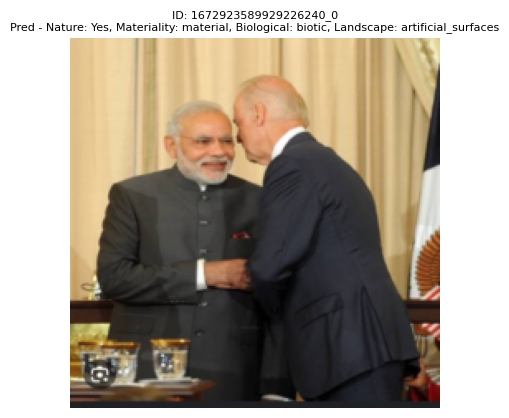 ID: 1672923589929226240_0
Pred - Nature: Yes, Materiality: material, Biological: biotic, Landscape: artificial_surfaces